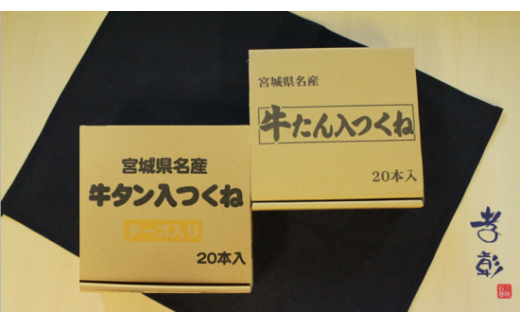 宮城県名産
牛たん入つくね
20本入
宮城県名産
牛タン入つくね
チーズ入り
20本入
孝彰